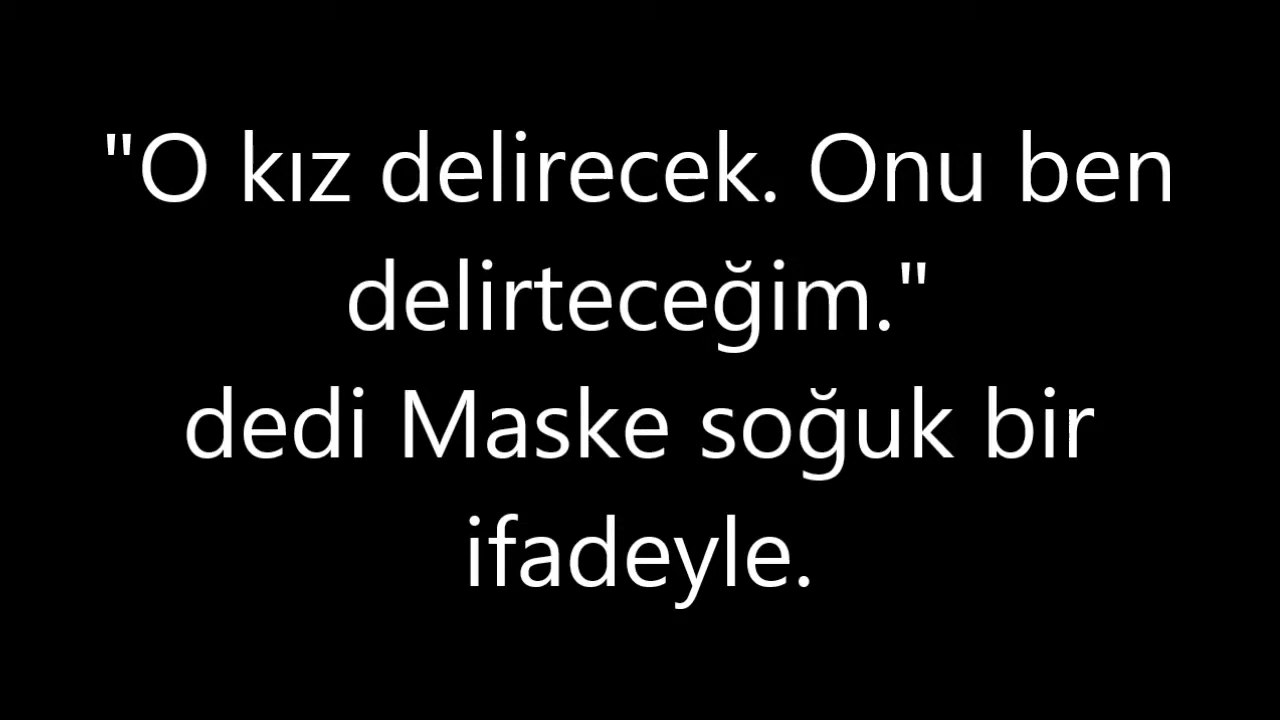 "O kız delirecek. Onu ben
delirteceğim."
dedi Maske soğuk bir
ifadeyle.